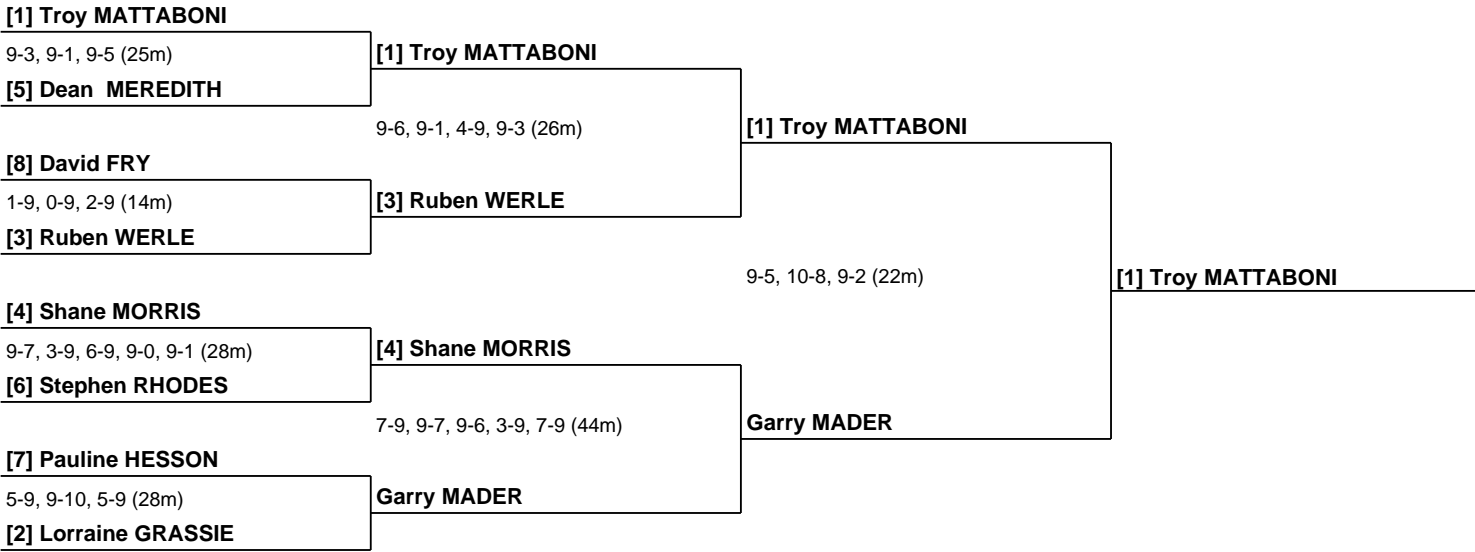 [1] Troy MATTABONI
9-3, 9-1, 9-5 (25m)
[5] Dean  MEREDITH
[8] David FRY
1-9, 0-9, 2-9 (14m)
[3] Ruben WERLE
[4] Shane MORRIS
9-7, 3-9, 6-9, 9-0, 9-1 (28m)
[6] Stephen RHODES
[7] Pauline HESSON
5-9, 9-10, 5-9 (28m)
[2] Lorraine GRASSIE
[1] Troy MATTABONI
9-6, 9-1, 4-9, 9-3 (26m)
[3] Ruben WERLE
[4] Shane MORRIS
7-9, 9-7, 9-6, 3-9, 7-9 (44m)
Garry MADER
[1] Troy MATTABONI
9-5, 10-8, 9-2 (22m)
Garry MADER
[1] Troy MATTABONI